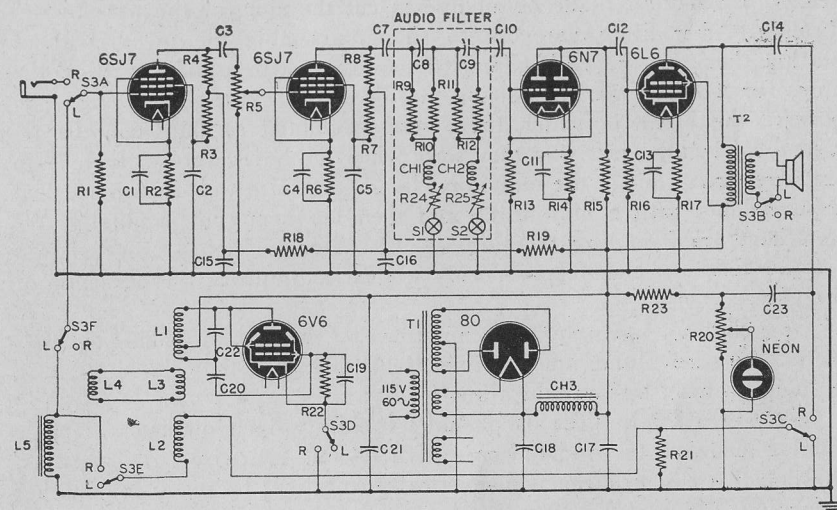 AUDIO FILTER
C3
C7
C10
C12
C14
6SJ7
R4
6SJ7
R8
C8
C9
6N7
6L6
R
S3A
L
R5
R9
R11
T2
R3
R7
R10
R12
R1
C1
R2
C2
C4
R6
C5
CH1
CH2
C11
C13
R24
R25
R13
R14
R15
R16
R17
L
S3B
R
S1
S2
R18
R19
C15
C16
S3F
L
R
L1
C22
6V6
T1
80
R23
C23
R20
NEON
L4
L3
C20
C19
115 V
60~
CH3
R22
S3D
L5
L2
R
L
C21
C18
C17
S3C
R
L
R
S3E
L
R21